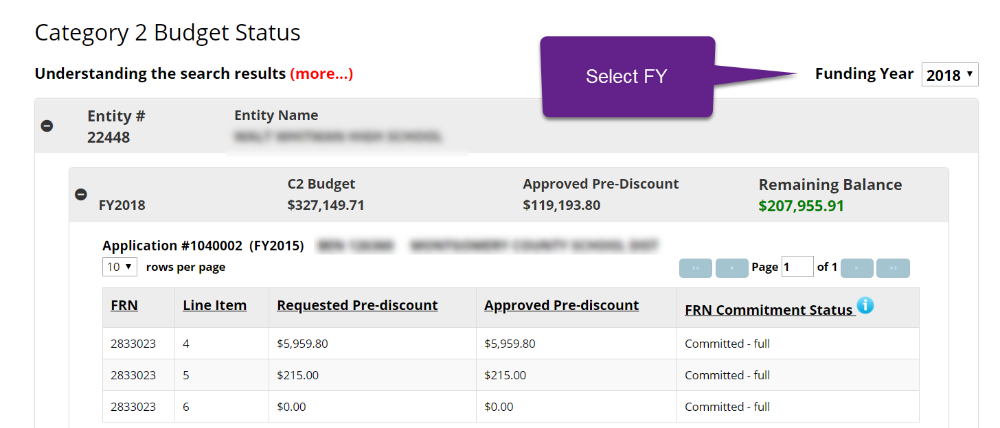 Category 2 Budget Status
Understanding the search results (more...)
Select FY
Funding Year 2018
Entity #
22448
Entity Name
FY2018
C2 Budget
$327,149.71
Approved Pre-Discount
$119,193.80
Remaining Balance
$207,955.91
Application #1040002 (FY2015)
10 rows per page
Page 1 of 1
FRN Line Item Requested Pre-discount Approved Pre-discount FRN Commitment Status i
2833023 4 $5,959.80 $5,959.80 Committed - full
2833023 5 $215.00 $215.00 Committed - full
2833023 6 $0.00 $0.00 Committed - full